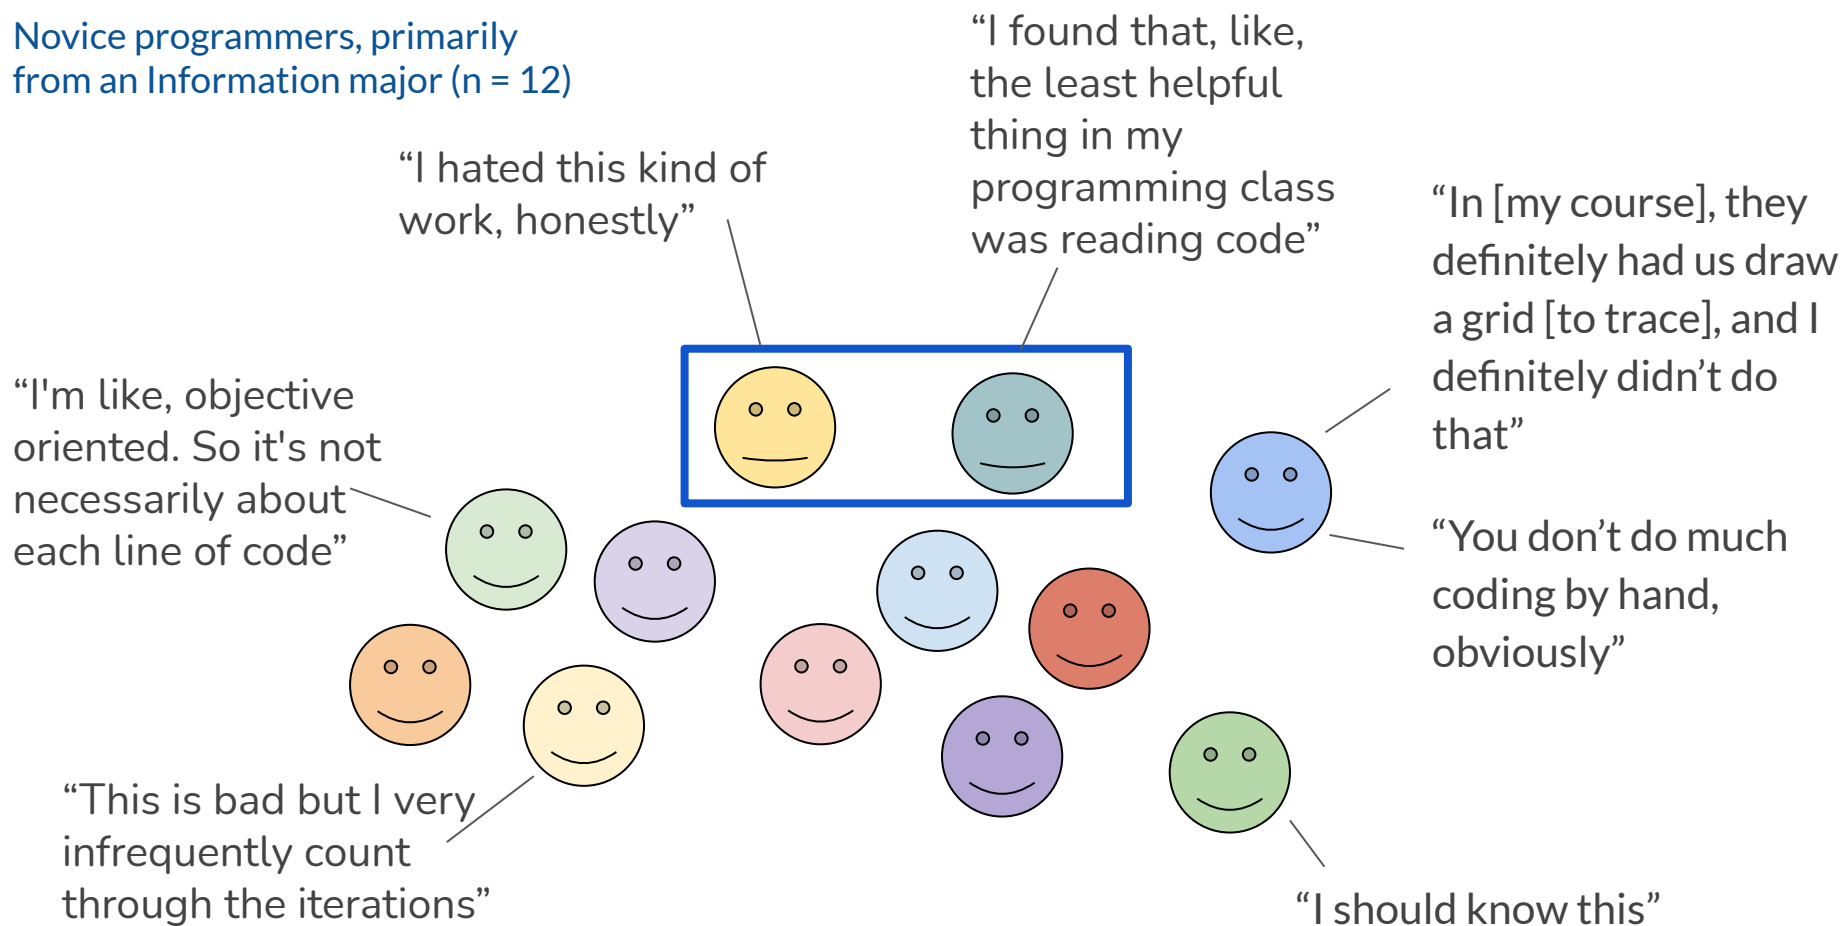 Novice programmers, primarily
from an Information major (n = 12)
“I hated this kind of
work, honestly”
“I found that, like,
the least helpful
thing in my
programming class
was reading code”
“In [my course], they
definitely had us draw
a grid [to trace], and I
definitely didn’t do
that”
“I'm like, objective
oriented. So it's not
necessarily about
each line of code”
“You don’t do much
coding by hand,
obviously”
“This is bad but I very
infrequently count
through the iterations”
“I should know this”